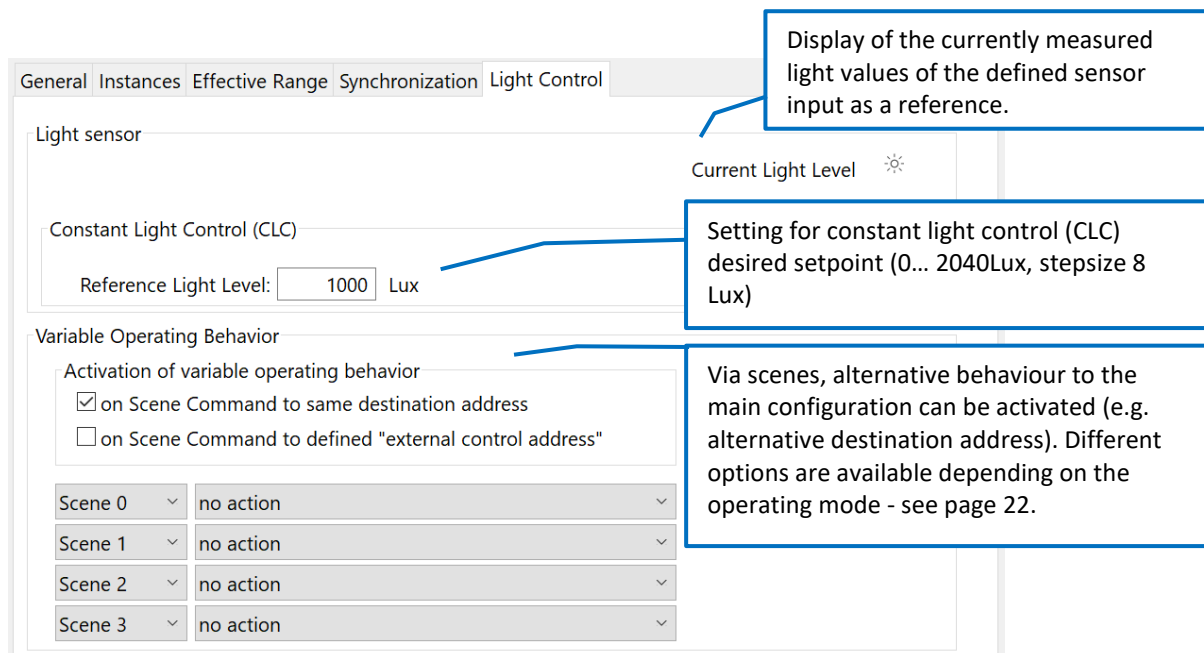 Display of the currently measured
light values of the defined sensor
input as a reference.
General Instances Effective Range Synchronization Light Control
Light sensor
Current Light Level
Constant Light Control (CLC)
Reference Light Level: 1000 Lux
Setting for constant light control (CLC)
desired setpoint (0… 2040Lux, stepsize 8
Lux)
Variable Operating Behavior
Activation of variable operating behavior
on Scene Command to same destination address
on Scene Command to defined "external control address"
Via scenes, alternative behaviour to the
main configuration can be activated (e.g.
alternative destination address). Different
options are available depending on the
operating mode - see page 22.
Scene 0 no action
Scene 1 no action
Scene 2 no action
Scene 3 no action